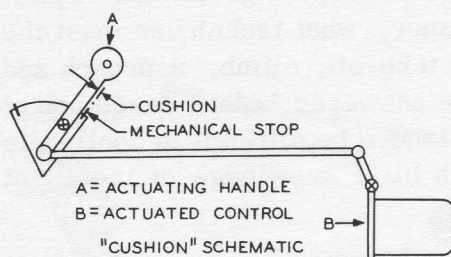 A
CUSHION
MECHANICAL STOP
A = ACTUATING HANDLE
B = ACTUATED CONTROL
B
"CUSHION" SCHEMATIC